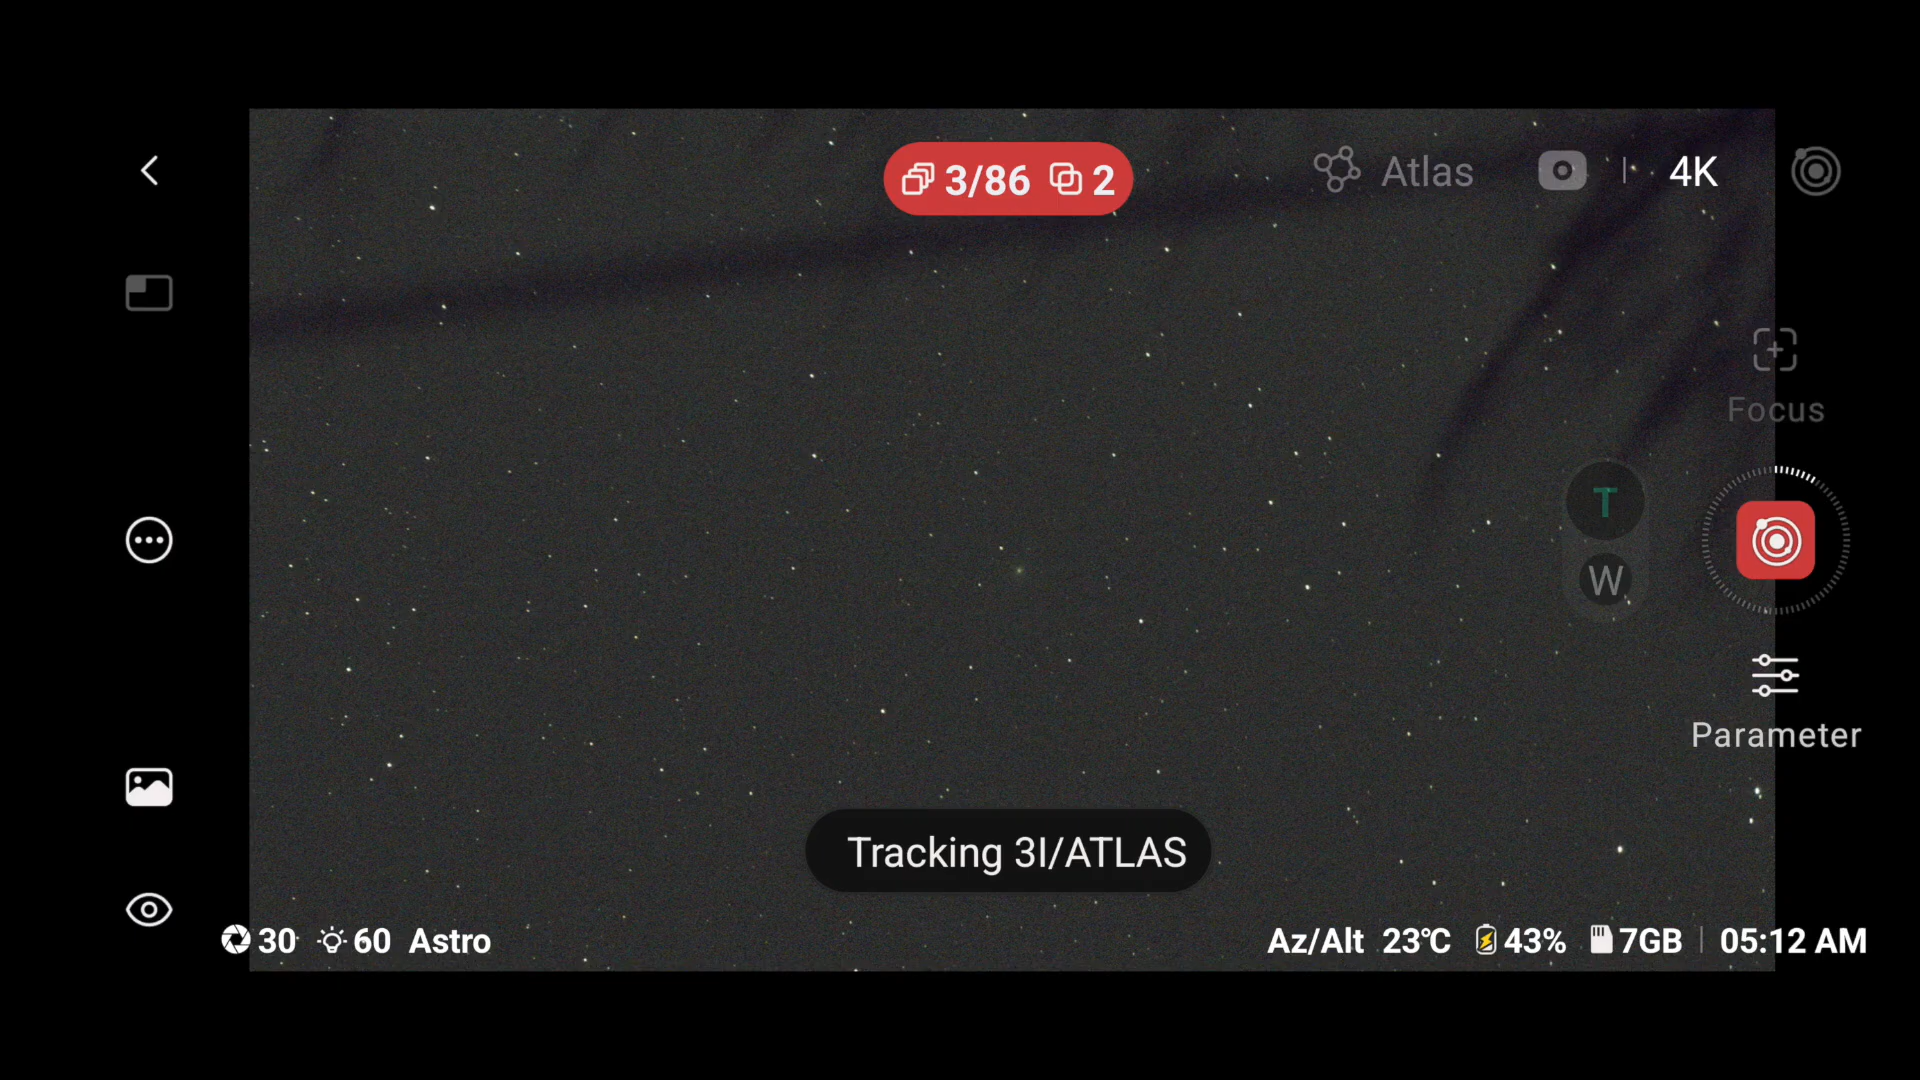 3/86 2
Atlas
4K
Focus
T
W
Parameter
Tracking 3I/ATLAS
30 60 Astro
Az/Alt 23℃ 43% 7GB | 05:12 AM